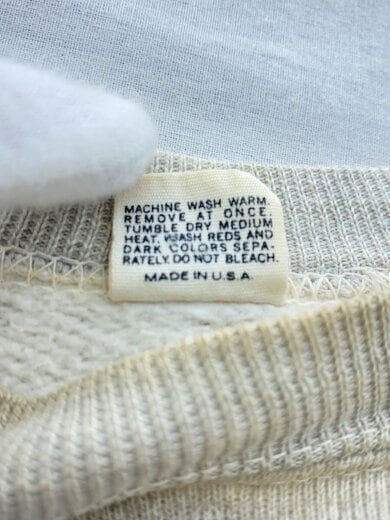 MACHINE WASH WARM.
REMOVE AT ONCE.
TUMBLE DRY MEDIUM
HEAT. WASH REDS AND
DARK COLORS SEPA-
RATELY. DO NOT BLEACH.
MADE IN U.S.A.